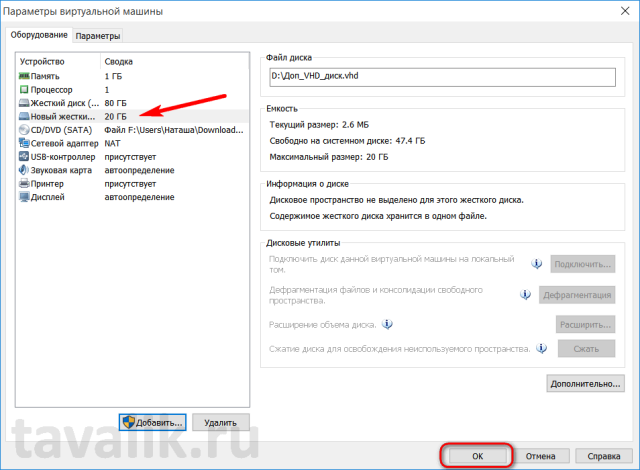 Параметры виртуальной машины
Оборудование Параметры
Устройство Сводка
Память 1 ГБ
Процессор 1
Жесткий диск (... 80 ГБ
Новый жестки... 20 ГБ
CD/DVD (SATA) Файл F:\Users\Наташа\Download...
Сетевой адаптер NAT
USB-контроллер присутствует
Звуковая карта автоопределение
Принтер присутствует
Дисплей автоопределение
Добавить... Удалить
Файл диска
D:\Доп_VHD_диск.vhd
Емкость
Текущий размер: 2.6 МБ
Свободно на системном диске: 47.4 ГБ
Максимальный размер: 20 ГБ
Информация о диске
Дисковое пространство не выделено для этого жесткого диска.
Содержимое жесткого диска хранится в одном файле.
Дисковые утилиты
Подключить диск данной виртуальной машины на локальный
том.
Подключить...
Дефрагментация файлов и консолидации свободного
пространства.
Дефрагментация
Расширение объема диска.
Расширить...
Сжатие диска для освобождения неиспользуемого пространства.
Сжать
Дополнительно...
tavalik.ru
ОК Отмена Справка